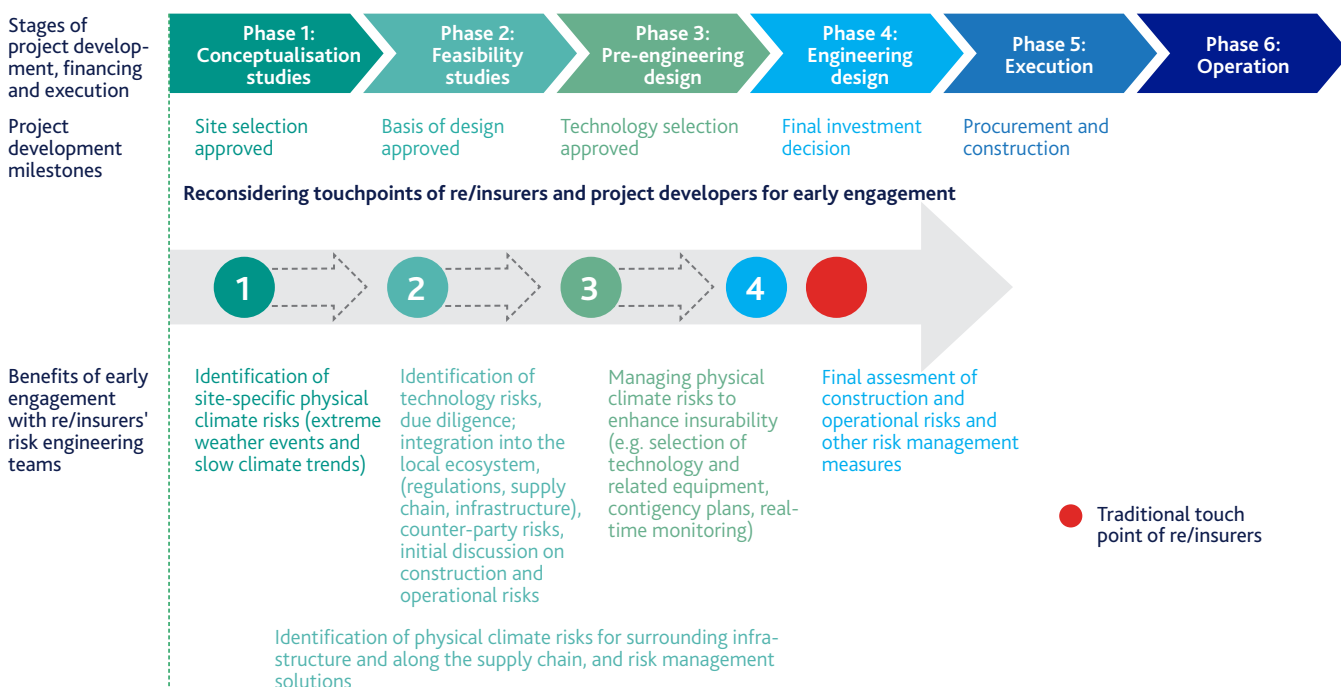 Stages of
project develop-
ment, financing
and execution
Phase 1:
Conceptualisation
studies
Phase 2:
Feasibility
studies
Phase 3:
Pre-engineering
design
Phase 4:
Engineering
design
Phase 5:
Execution
Phase 6:
Operation
Project
development
milestones
Site selection
approved
Basis of design
approved
Technology selection
approved
Final investment
decision
Procurement and
construction
Reconsidering touchpoints of re/insurers and project developers for early engagement
1
2
3
4
Benefits of early
engagement
with re/insurers'
risk engineering
teams
Identification of
site-specific physical
climate risks (extreme
weather events and
slow climate trends)
Identification of
technology risks,
due diligence;
integration into the
local ecosystem,
(regulations, supply
chain, infrastructure),
counter-party risks,
initial discussion on
construction and
operational risks
Managing physical
climate risks to
enhance insurability
(e.g. selection of
technology and
related equipment,
contigency plans, real-
time monitoring)
Final assesment of
construction and
operational risks and
other risk management
measures
Traditional touch
point of re/insurers
Identification of physical climate risks for surrounding infra-
structure and along the supply chain, and risk management
solutions